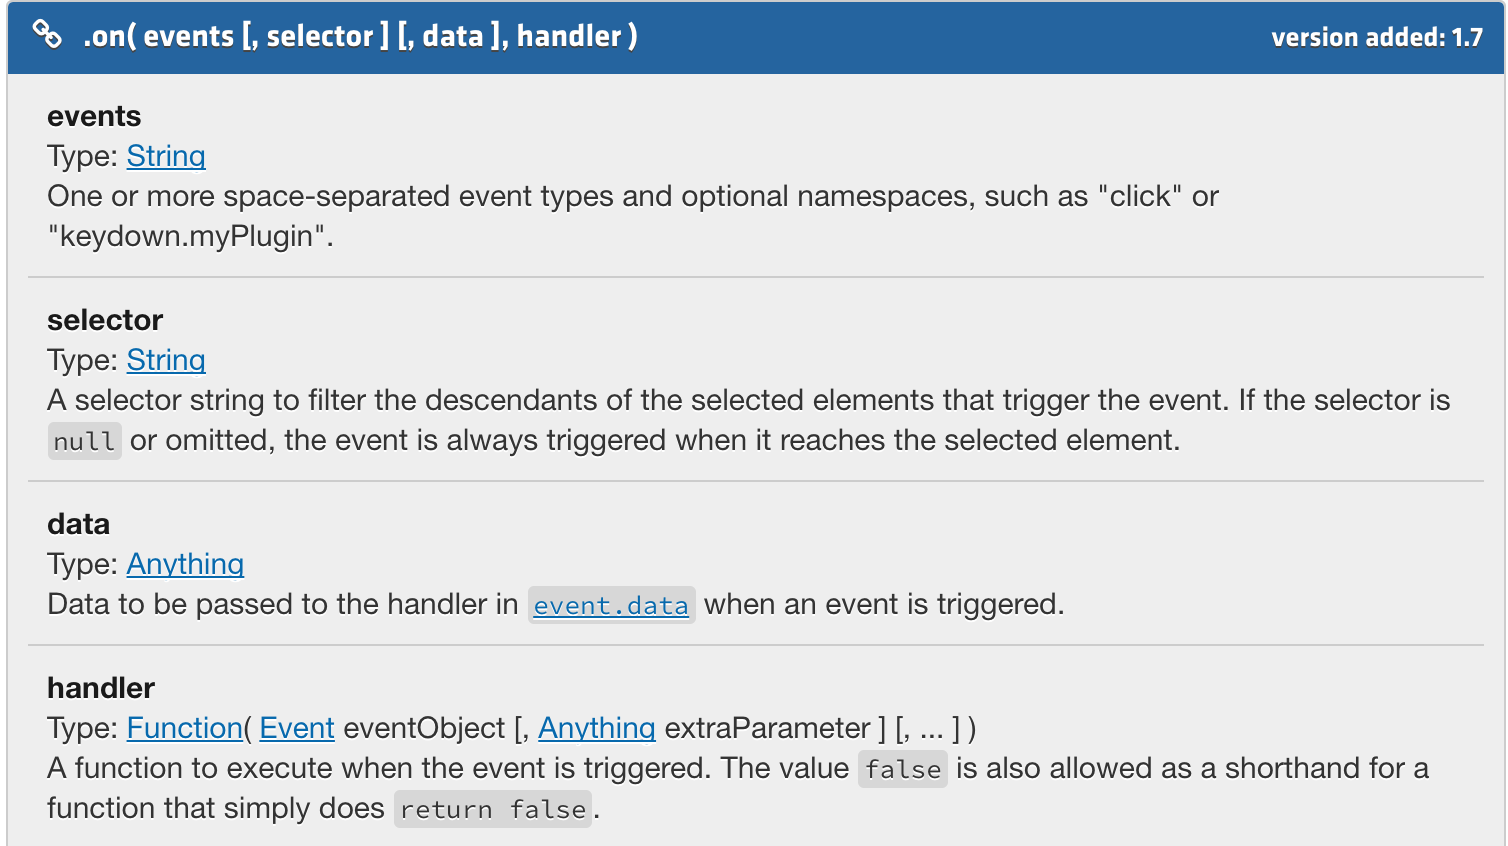 .on( events [, selector ] [, data ], handler )
version added: 1.7
events
Type: String
One or more space-separated event types and optional namespaces, such as "click" or
"keydown.myPlugin".
selector
Type: String
A selector string to filter the descendants of the selected elements that trigger the event. If the selector is
null or omitted, the event is always triggered when it reaches the selected element.
data
Type: Anything
Data to be passed to the handler in event.data when an event is triggered.
handler
Type: Function( Event eventObject [, Anything extraParameter ] [, ... ] )
A function to execute when the event is triggered. The value false is also allowed as a shorthand for a
function that simply does return false.